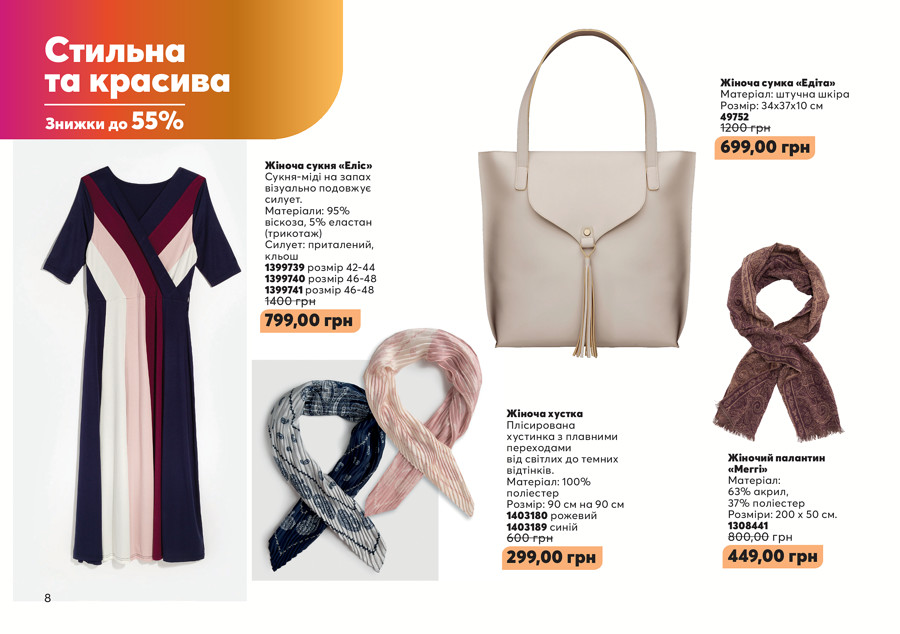 Стильна
та красива
Знижки до 55%
Жіноча сукня «Еліс»
Сукня-міді на запах
візуально подовжує
силует.
Матеріали: 95%
віскоза, 5% еластан
(трикотаж)
Силует: приталений,
кльош
1399739 розмір 42-44
1399740 розмір 46-48
1399741 розмір 46-48
1400 грн
799,00 грн
Жіноча сумка «Едіта»
Матеріал: штучна шкіра
Розмір: 34х37х10 см
49752
1200 грн
699,00 грн
Жіноча хустка
Плісирована
хустинка з плавними
переходами
від світлих до темних
відтінків.
Матеріал: 100%
поліестер
Розмір: 90 см на 90 см
1403180 рожевий
1403189 синій
600 грн
299,00 грн
Жіночий палантин
«Меггі»
Матеріал:
63% акрил,
37% поліестер
Розміри: 200 х 50 см.
1308441
800,00 грн
449,00 грн
8